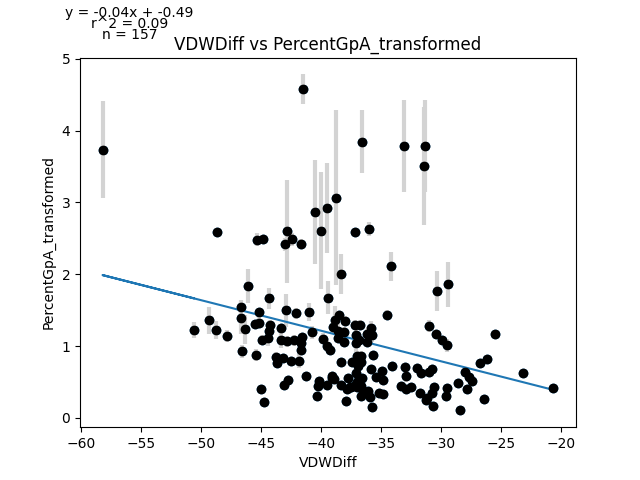 y = -0.04x + -0.49
r^2 = 0.09
n = 157
VDWDiff vs PercentGpA_transformed
PercentGpA_transformed
5
4
3
2
1
0
−60 −55 −50 −45 −40 −35 −30 −25 −20
VDWDiff